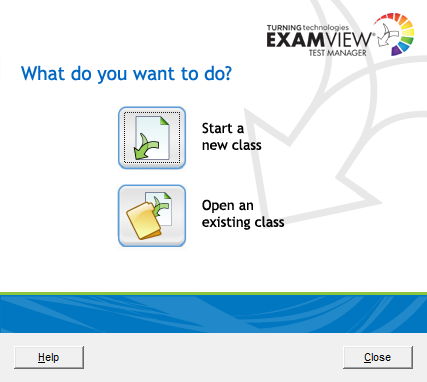 TURNING technologies
EXAMVIEW®
TEST MANAGER
What do you want to do?
Start a
new class
Open an
existing class
Help
Close